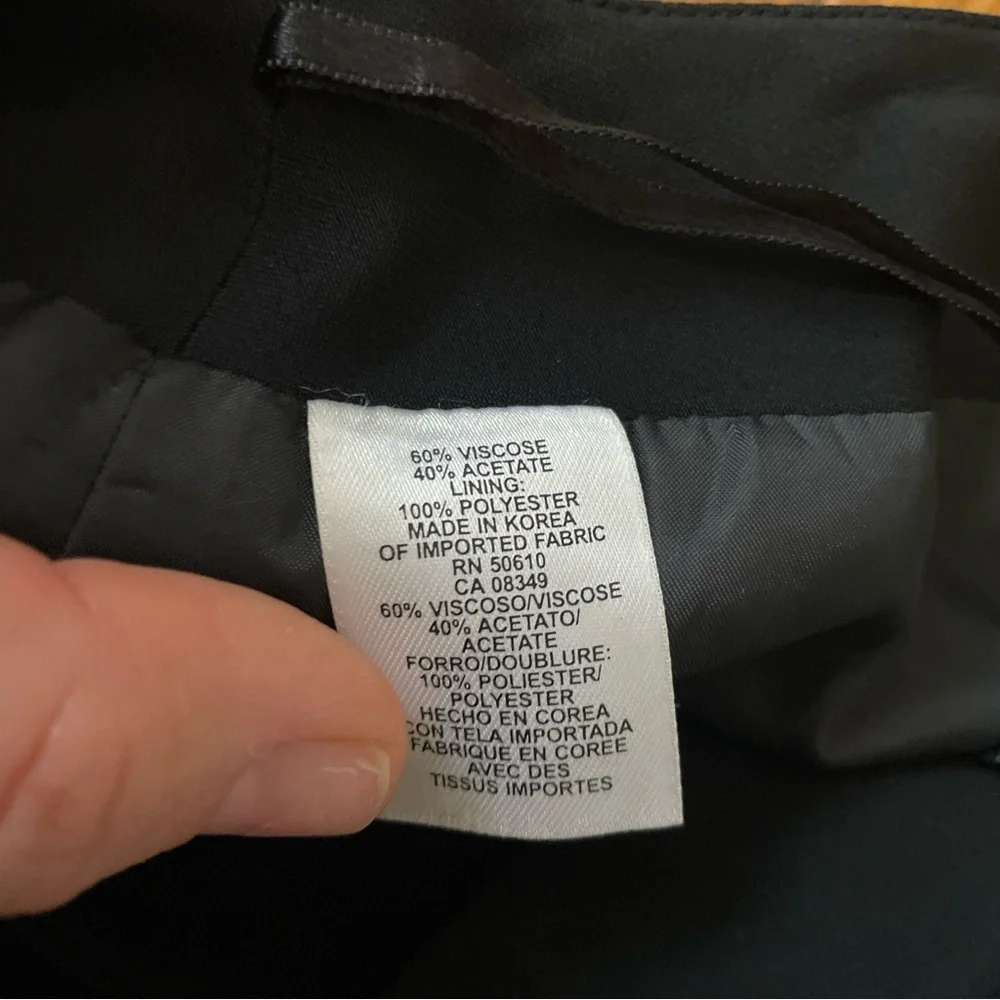 60% VISCOSE
40% ACETATE
LINING:
100% POLYESTER
MADE IN KOREA
OF IMPORTED FABRIC
RN 50610
CA 08349
60% VISCOSO/VISCOSE
40% ACETATO/
ACETATE
FORRO/DOUBLURE:
100% POLIESTER/
POLYESTER
HECHO EN COREA
CON TELA IMPORTADA
FABRIQUE EN COREE
AVEC DES
TISSUS IMPORTES